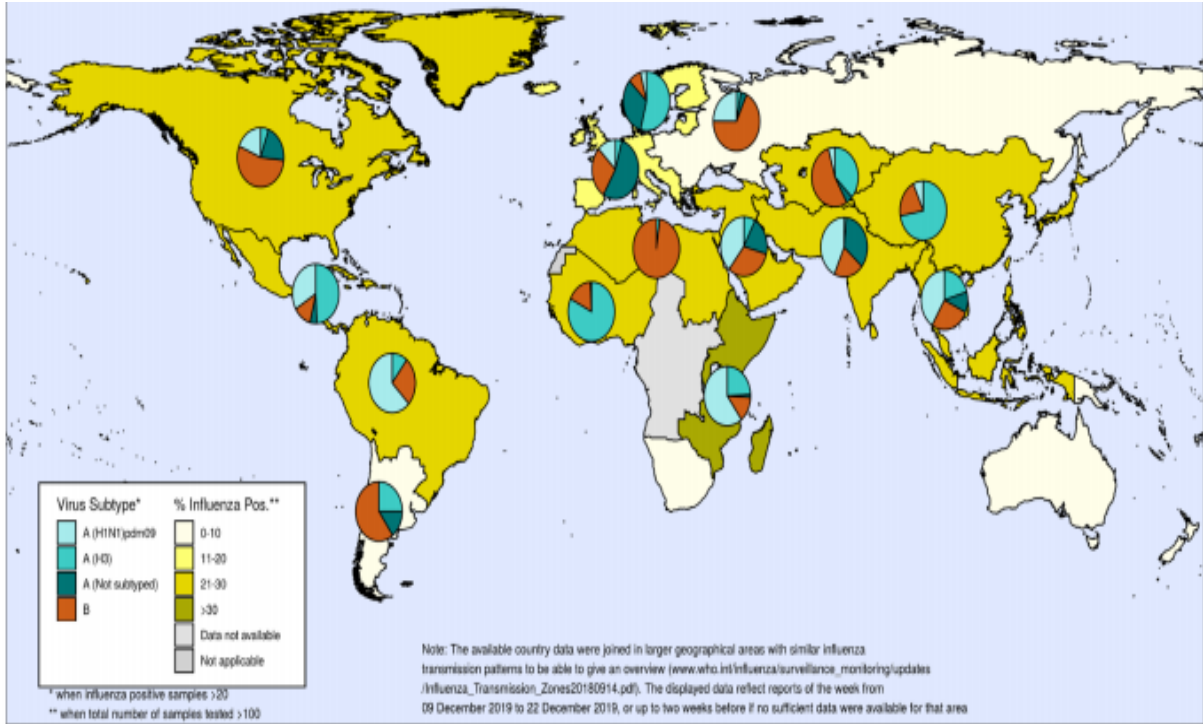 Virus Subtype*
A (H1N1)pdm09
A (H3)
A (Not subtyped)
B
% Influenza Pos.**
0-10
11-20
21-30
>30
Data not available
Not applicable
* when influenza positive samples >20
** when total number of samples tested >100
Note: The available country data were joined in larger geographical areas with similar influenza
transmission patterns to be able to give an overview (www.who.int/influenza/surveillance_monitoring/updates
/Influenza_Transmission_Zones20180914.pdf). The displayed data reflect reports of the week from
09 December 2019 to 22 December 2019, or up to two weeks before if no sufficient data were available for that area